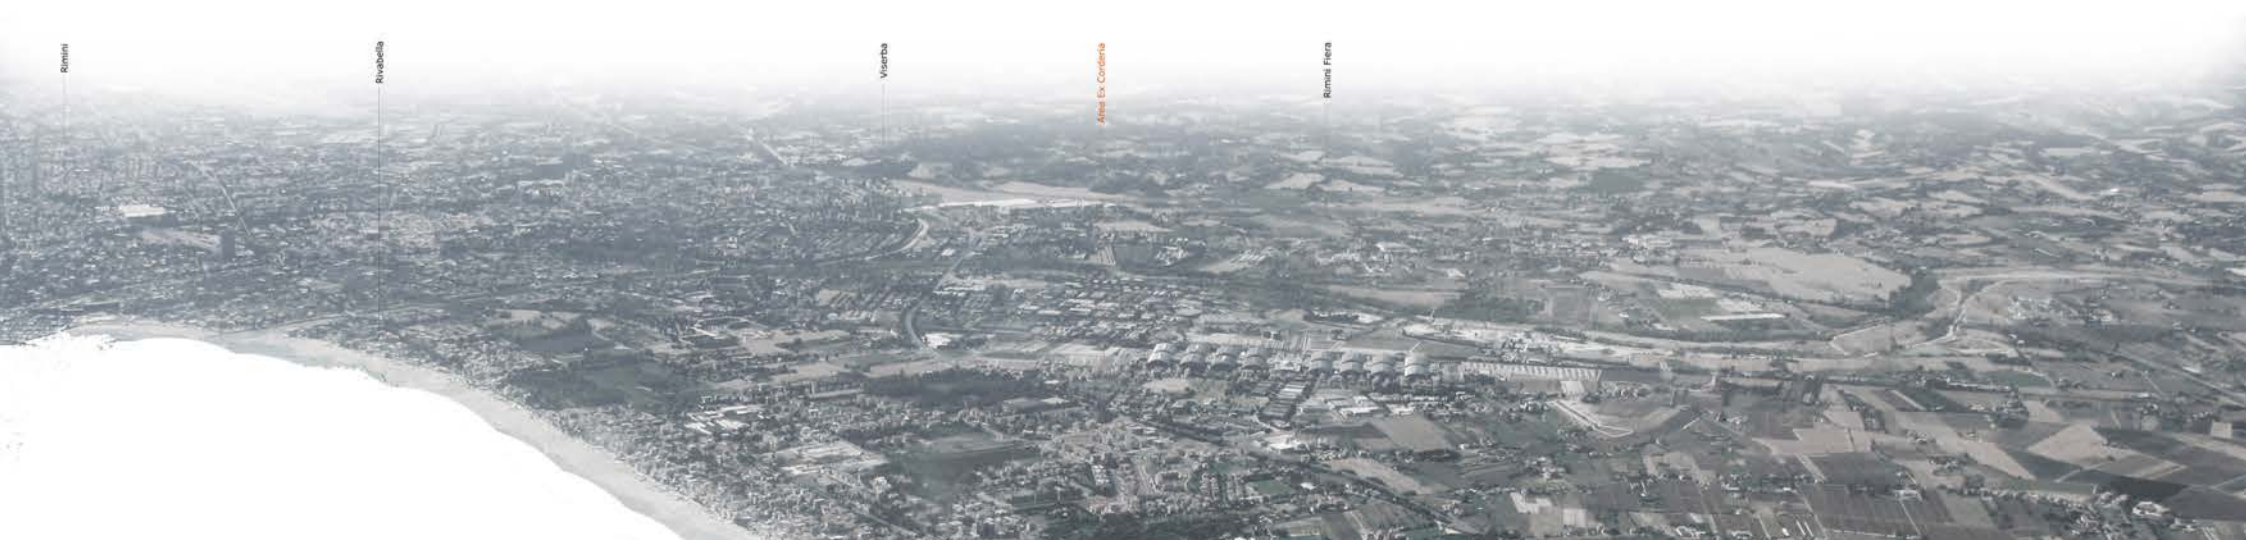 Rimini
Rivabella
Viserba
Area Ex Corderia
Rimini Fiera